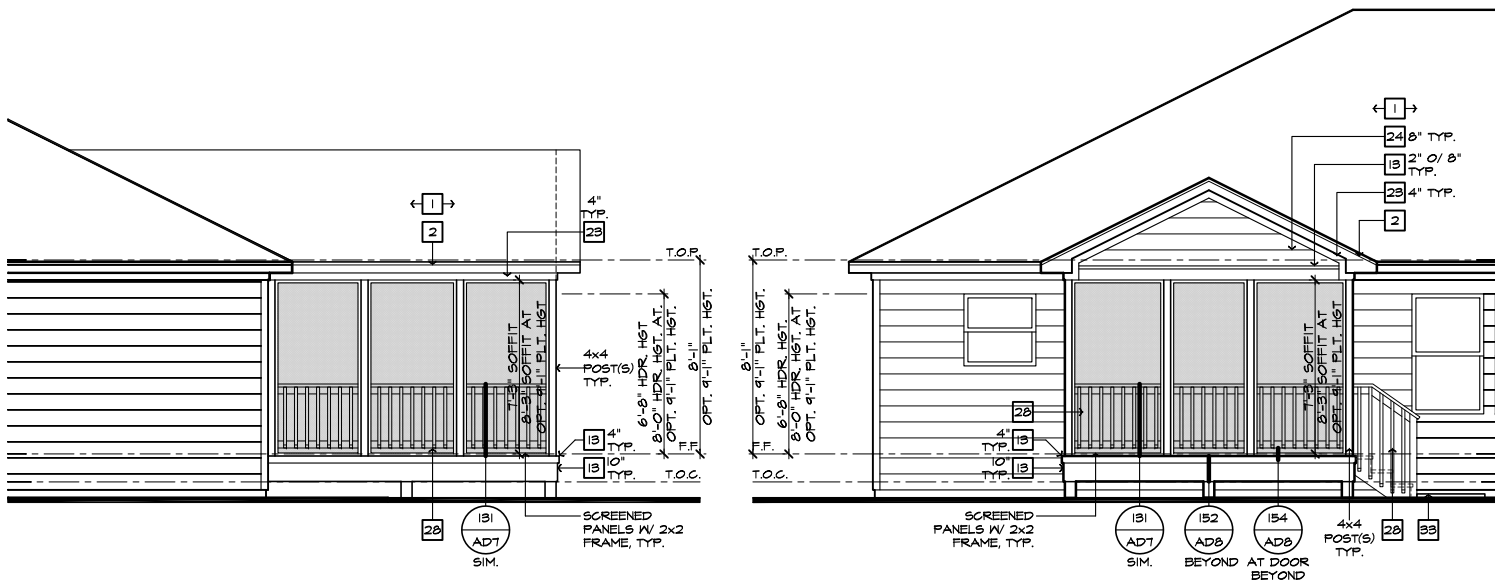 1
2
4"
TYP.
23
T.O.P.
7'-3" SOFFIT
8'-3" SOFFIT AT
OPT. 9'-1" PLT. HGT
4x4
POST(S)
TYP.
6'-8" HDR. HGT
8'-0" HDR. HGT. AT.
OPT. 9'-1" PLT. HGT.
8'-1"
OPT. 9'-1" PLT. HGT.
F.F.
13 4"
TYP.
13 10"
TYP.
T.O.C.
28
131
AD7
SIM.
SCREENED
PANELS W/ 2x2
FRAME, TYP.
1
24 8" TYP.
13 2" O/ 8"
TYP.
23 4" TYP.
2
T.O.P.
8'-1"
OPT. 9'-1" PLT. HGT.
6'-8" HDR. HGT
8'-0" HDR. HGT. AT
OPT. 9'-1" PLT. HGT.
7'-3" SOFFIT
8'-3" SOFFIT AT
OPT. 9'-1" PLT. HGT
28
F.F.
4"
TYP. 13
10"
TYP. 13
T.O.C.
SCREENED
PANELS W/ 2x2
FRAME, TYP.
131
AD7
SIM.
152
AD8
BEYOND
154
AD8
AT DOOR
BEYOND
4x4
POST(S)
TYP.
28
33